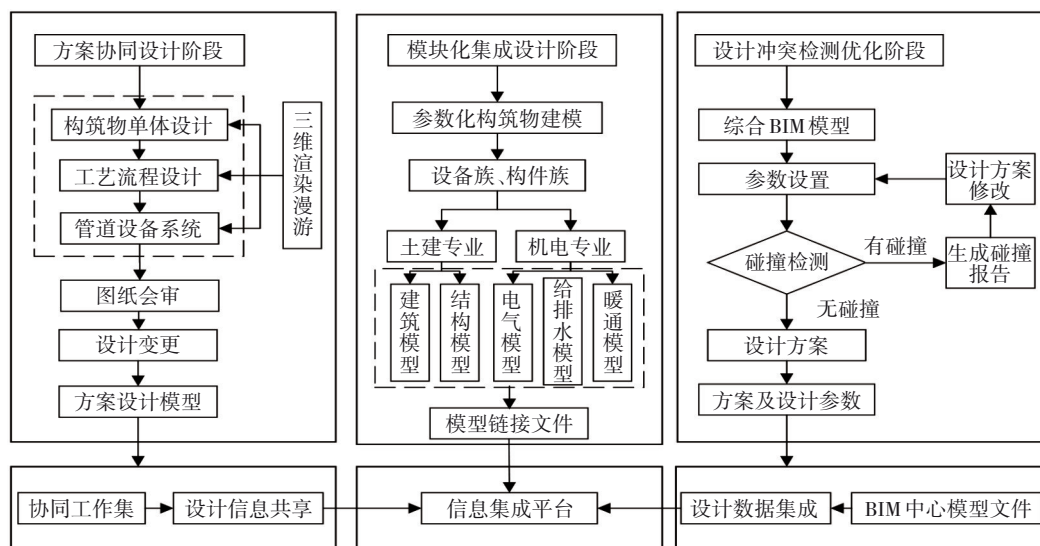 方案协同设计阶段
构筑物单体设计
工艺流程设计
管道设备系统
三维渲染漫游
图纸会审
设计变更
方案设计模型
模块化集成设计阶段
参数化构筑物建模
设备族、构件族
土建专业
机电专业
建筑模型
结构模型
电气模型
给排水模型
暖通模型
模型链接文件
设计冲突检测优化阶段
综合BIM模型
参数设置
设计方案
修改
碰撞检测
有碰撞
生成碰撞
报告
无碰撞
设计方案
方案及设计参数
协同工作集
设计信息共享
信息集成平台
设计数据集成
BIM中心模型文件